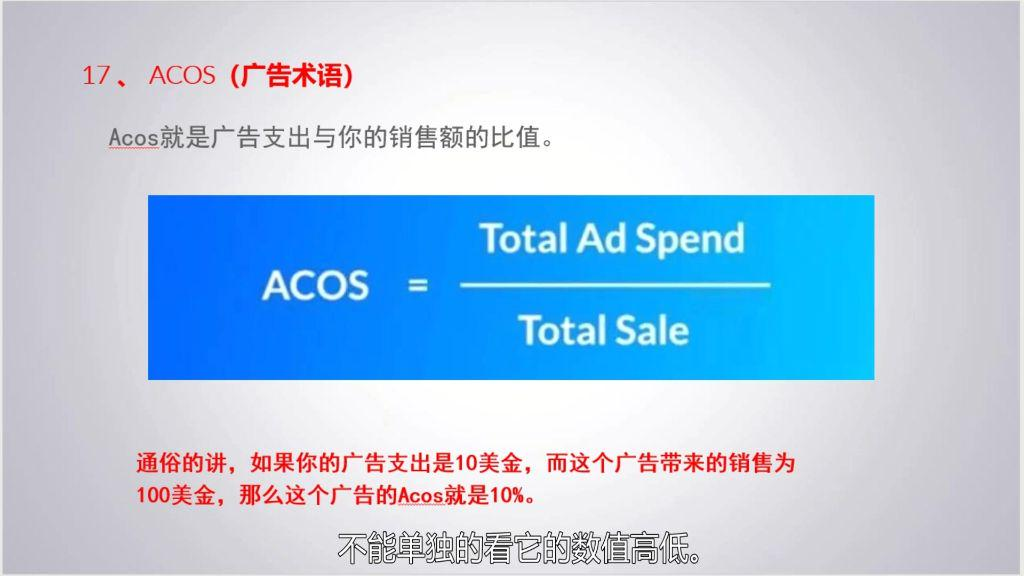 17、 ACOS（广告术语）
Acos就是广告支出与你的销售额的比值。
Total Ad Spend
ACOS =
Total Sale
通俗的讲，如果你的广告支出是10美金，而这个广告带来的销售为
100美金，那么这个广告的Acos就是10%。
不能单独的看它的数值高低。